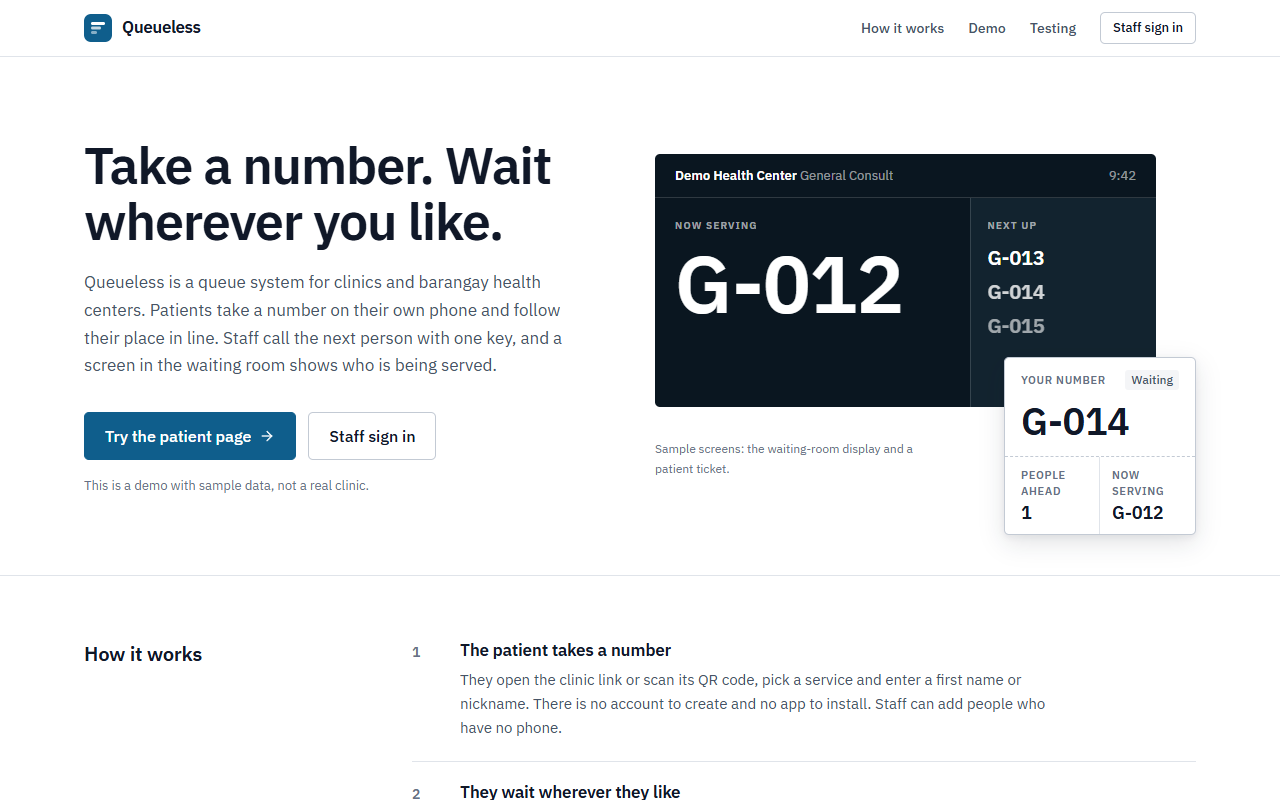 Queueless
How it works
Demo
Testing
Staff sign in
Take a number. Wait
wherever you like.
Queueless is a queue system for clinics and barangay health
centers. Patients take a number on their own phone and follow
their place in line. Staff call the next person with one key, and a
screen in the waiting room shows who is being served.
Try the patient page →
Staff sign in
This is a demo with sample data, not a real clinic.
Demo Health Center General Consult
9:42
NOW SERVING
G-012
NEXT UP
G-013
G-014
G-015
YOUR NUMBER
Waiting
G-014
PEOPLE
AHEAD
1
NOW
SERVING
G-012
Sample screens: the waiting-room display and a
patient ticket.
How it works
1
The patient takes a number
They open the clinic link or scan its QR code, pick a service and enter a first name or
nickname. There is no account to create and no app to install. Staff can add people who
have no phone.
2
They wait wherever they like